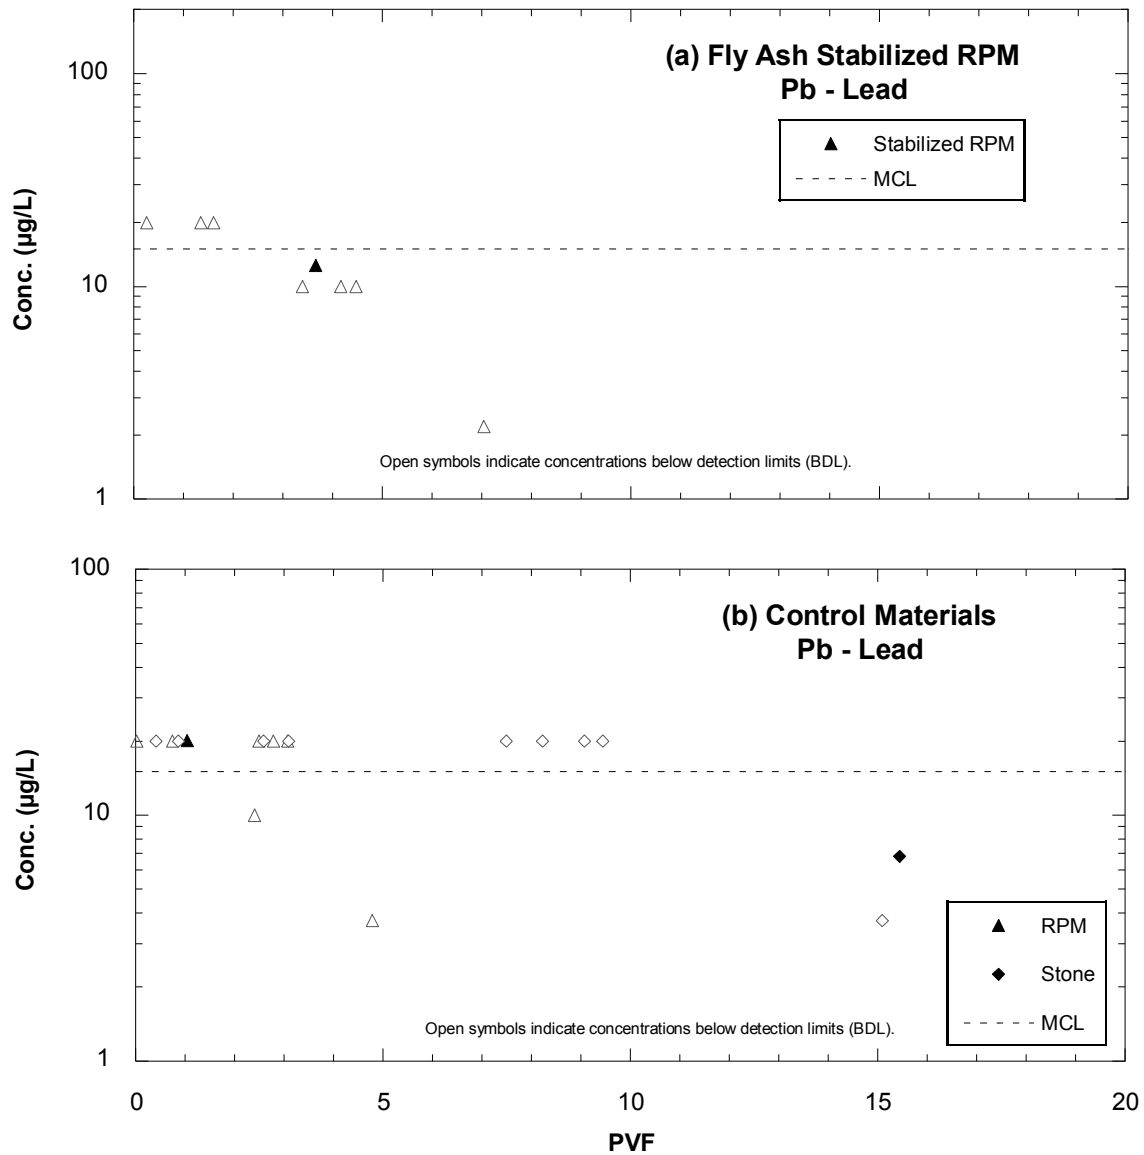 (a) Fly Ash Stabilized RPM
Pb - Lead
100
Stabilized RPM
MCL
Conc. (µg/L)
10
Open symbols indicate concentrations below detection limits (BDL).
1
100
(b) Control Materials
Pb - Lead
Conc. (µg/L)
10
RPM
Stone
MCL
Open symbols indicate concentrations below detection limits (BDL).
1
0 5 10 15 20
PVF